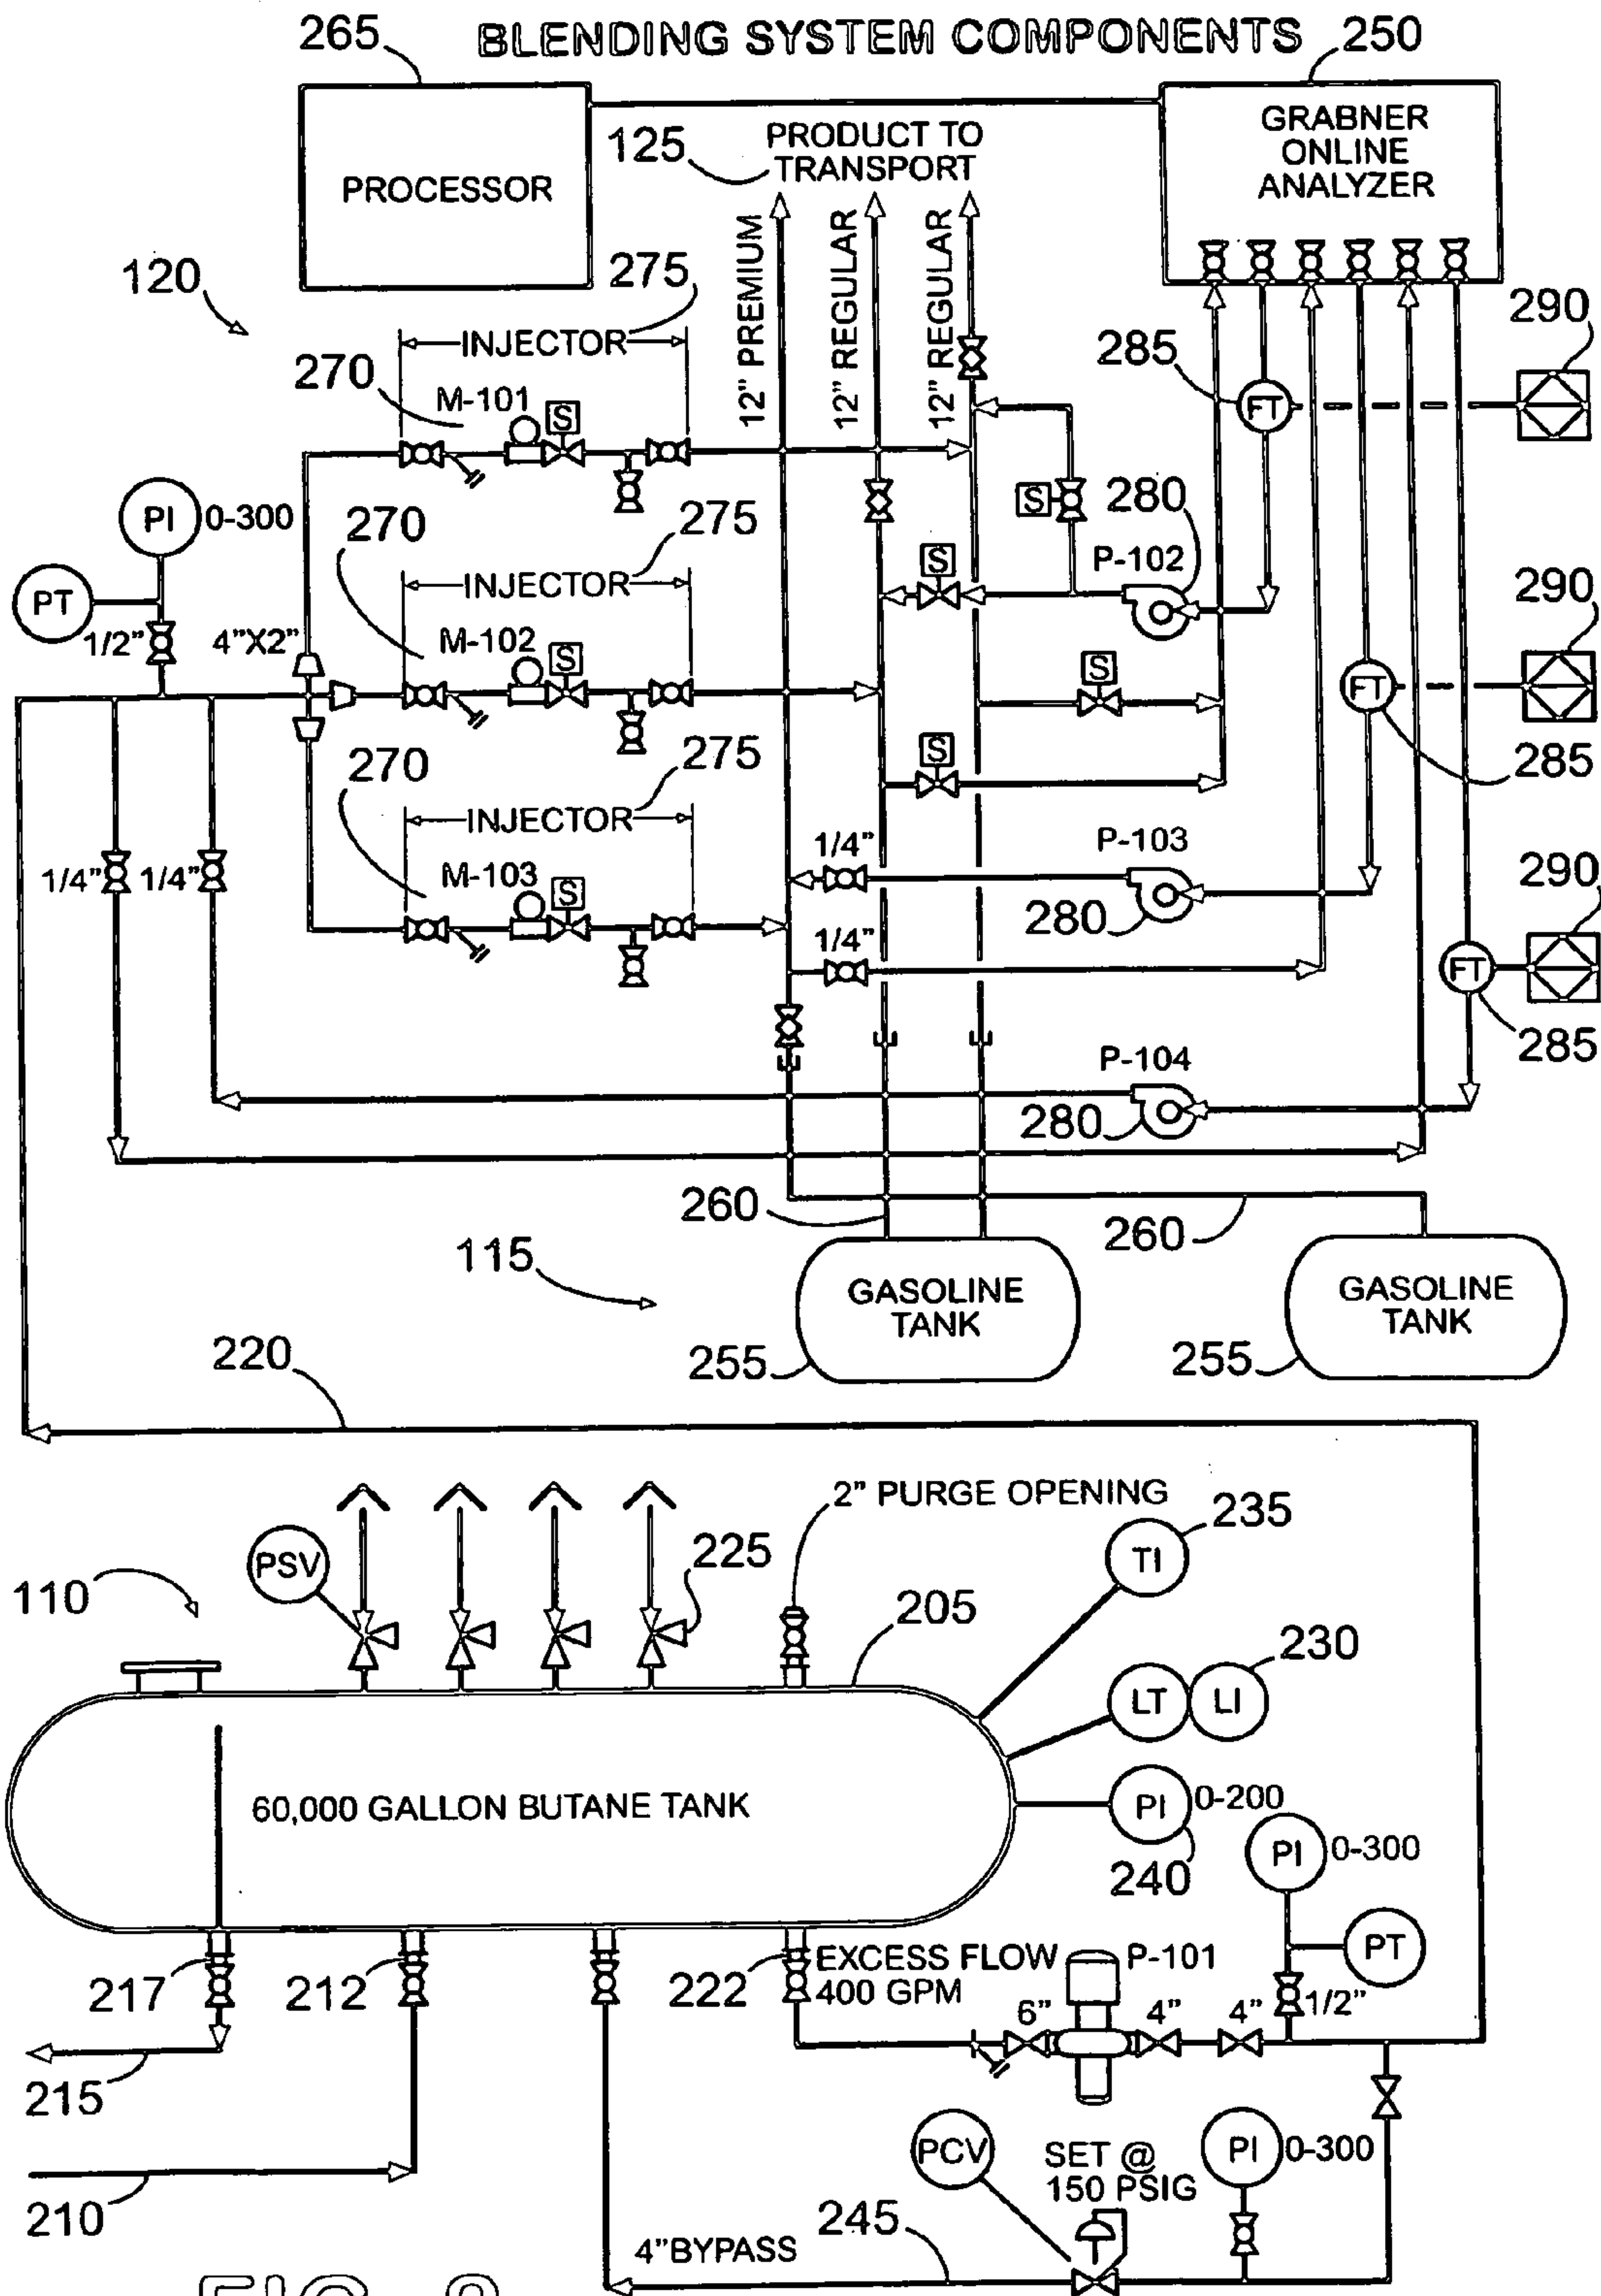 BLENDING SYSTEM COMPONENTS
265
250
PROCESSOR
125
PRODUCT TO
TRANSPORT
GRABNER
ONLINE
ANALYZER
12" PREMIUM
12" REGULAR
12" REGULAR
120
275
INJECTOR
270
M-101
S
285
FT
290
PI
0-300
PT
1/2"
4"X2"
270
275
INJECTOR
M-102
S
S
280
P-102
S
S
290
FT
285
270
275
INJECTOR
M-103
S
S
1/4"
1/4"
1/4"
P-103
280
1/4"
290
FT
285
P-104
280
260
260
115
GASOLINE
TANK
GASOLINE
TANK
255
255
220
2" PURGE OPENING
235
TI
PSV
225
110
205
230
LT
LI
60,000 GALLON BUTANE TANK
PI
0-200
240
PI
0-300
PT
217
212
222
EXCESS FLOW
400 GPM
P-101
6"
4"
4"
1/2"
215
PCV
SET @
150 PSIG
PI
0-300
210
245
4"BYPASS